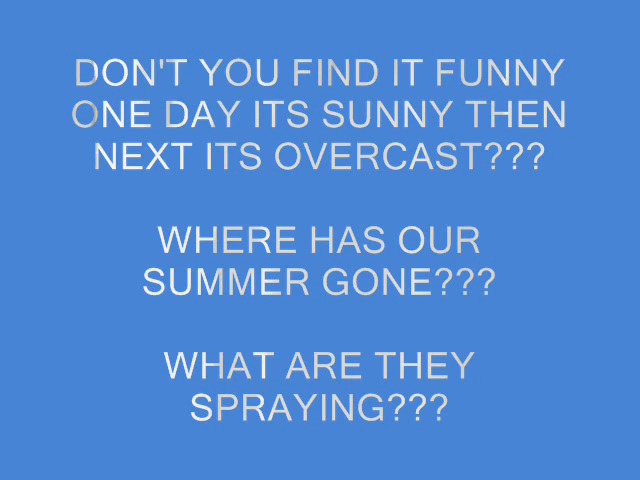 DON'T YOU FIND IT FUNNY
ONE DAY ITS SUNNY THEN
NEXT ITS OVERCAST???
WHERE HAS OUR
SUMMER GONE???
WHAT ARE THEY
SPRAYING???